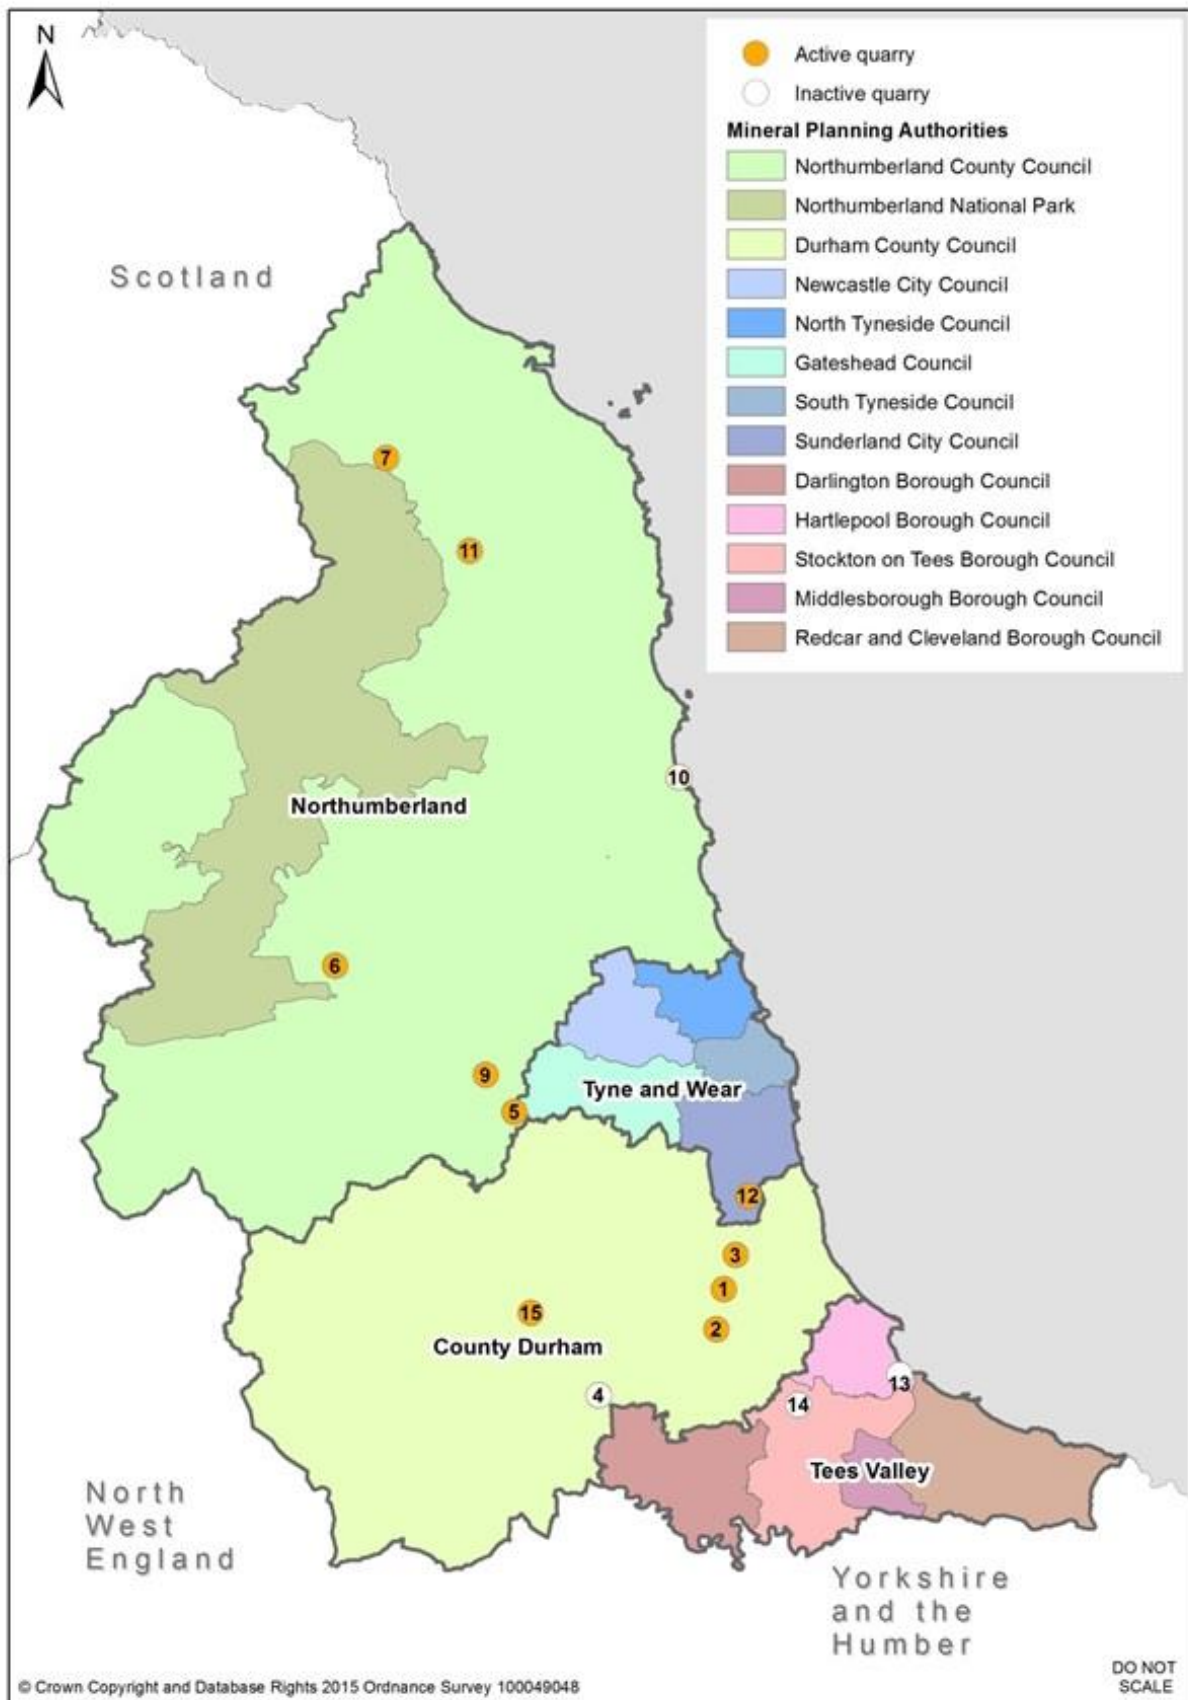 N
Active quarry
Inactive quarry
Mineral Planning Authorities
Northumberland County Council
Northumberland National Park
Durham County Council
Newcastle City Council
North Tyneside Council
Gateshead Council
South Tyneside Council
Sunderland City Council
Darlington Borough Council
Hartlepool Borough Council
Stockton on Tees Borough Council
Middlesborough Borough Council
Redcar and Cleveland Borough Council
Scotland
7
11
10
Northumberland
6
9
Tyne and Wear
5
12
3
1
15
2
County Durham
13
4
14
Tees Valley
North
West
England
Yorkshire
and the
Humber
© Crown Copyright and Database Rights 2015 Ordnance Survey 100049048
DO NOT
SCALE